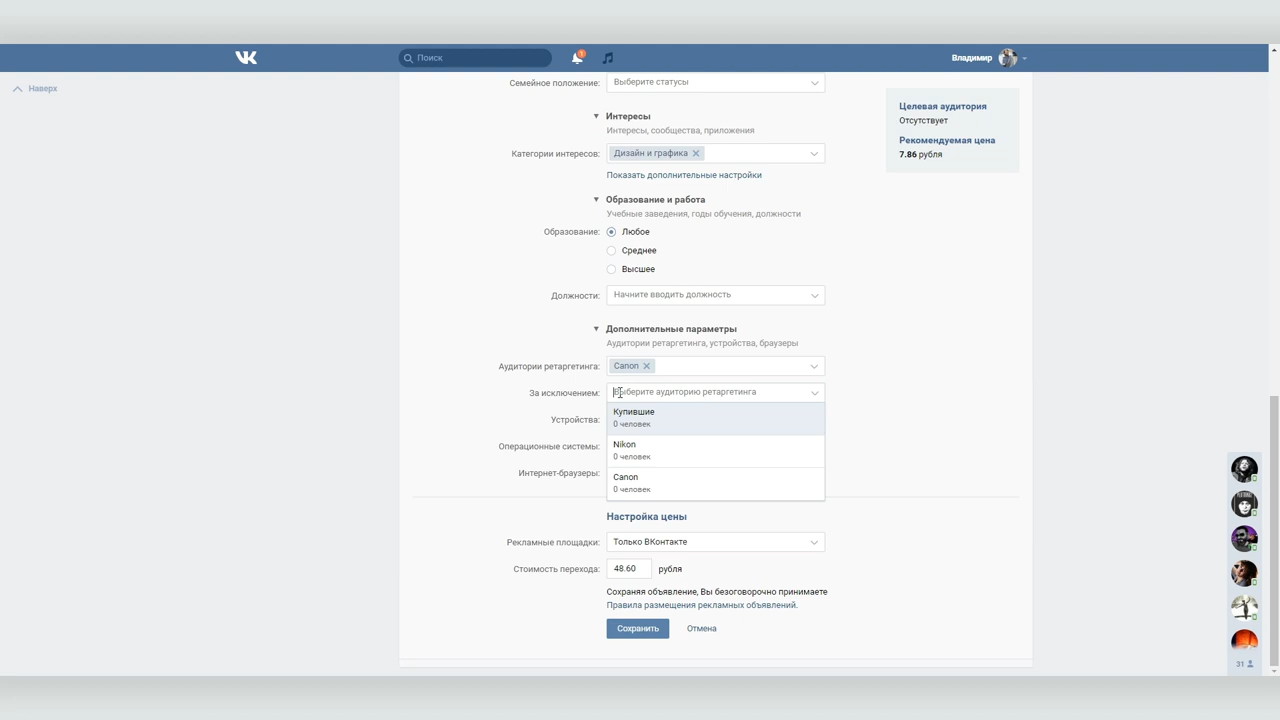 Поиск
1
Владимир
Наверх
Семейное положение: Выберите статусы
Целевая аудитория
Отсутствует
Рекомендуемая цена
7.86 рубля
Интересы
Интересы, сообщества, приложения
Категории интересов: Дизайн и графика
Показать дополнительные настройки
Образование и работа
Учебные заведения, годы обучения, должности
Образование: Любое
Среднее
Высшее
Должности: Начните вводить должность
Дополнительные параметры
Аудитории ретаргетинга, устройства, браузеры
Аудитории ретаргетинга: Canon
За исключением: Выберите аудиторию ретаргетинга
Купившие
0 человек
Устройства:
Nikon
0 человек
Операционные системы:
Интернет-браузеры:
Canon
0 человек
Настройка цены
Рекламные площадки: Только ВКонтакте
Стоимость перехода: 48.60 рубля
Сохраняя объявление, Вы безоговорочно принимаете
Правила размещения рекламных объявлений.
Сохранить Отмена
31